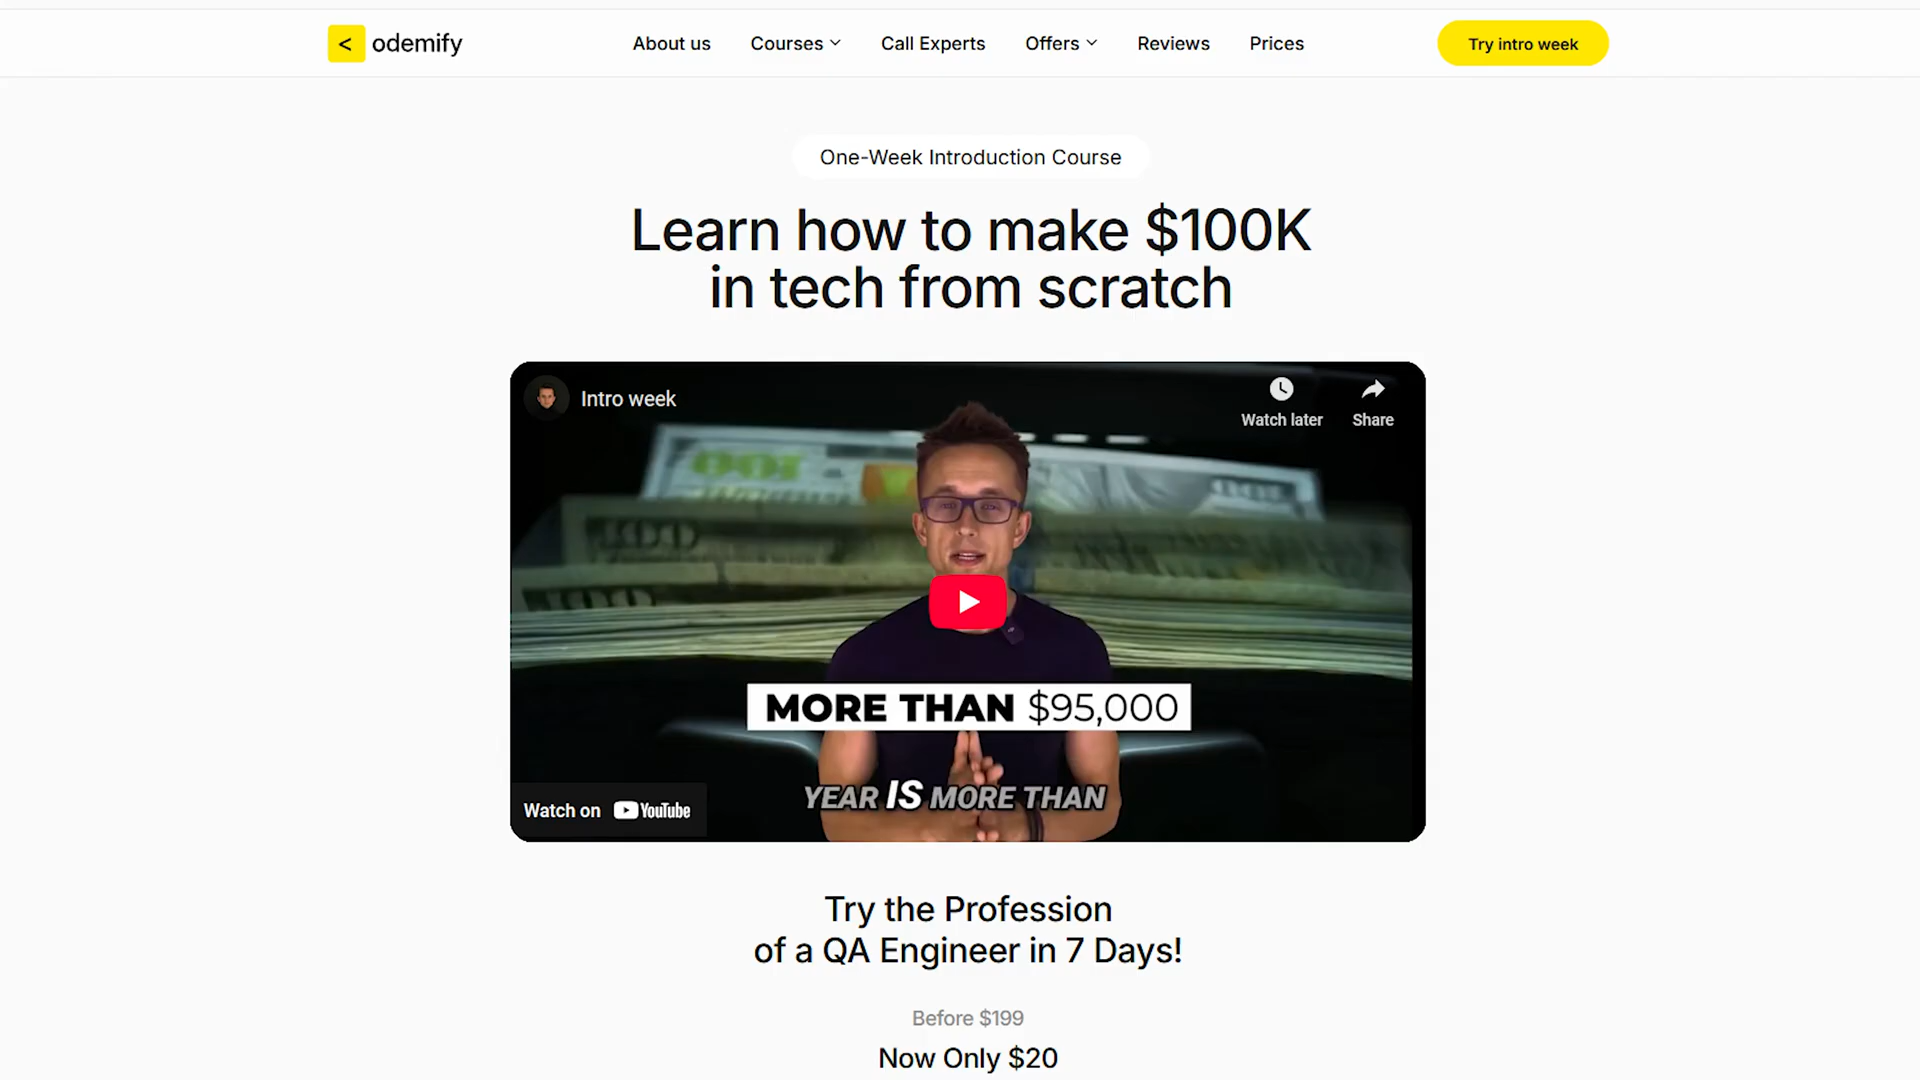 < odemify
About us Courses Call Experts Offers Reviews Prices
Try intro week
One-Week Introduction Course
Learn how to make $100K
in tech from scratch
Intro week
Watch later
Share
100
100
MORE THAN $95,000
YEAR IS MORE THAN
Watch on YouTube
Try the Profession
of a QA Engineer in 7 Days!
Before $199
Now Only $20